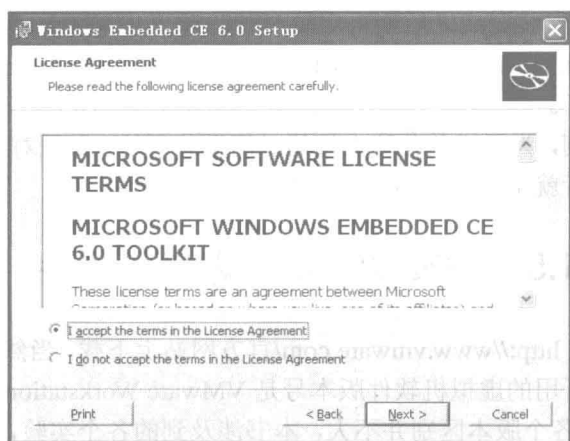 Windows Embedded CE 6.0 Setup
License Agreement
Please read the following license agreement carefully.
MICROSOFT SOFTWARE LICENSE
TERMS
MICROSOFT WINDOWS EMBEDDED CE
6.0 TOOLKIT
These license terms are an agreement between Microsoft
I accept the terms in the License Agreement
I do not accept the terms in the License Agreement
Print
< Back
Next >
Cancel